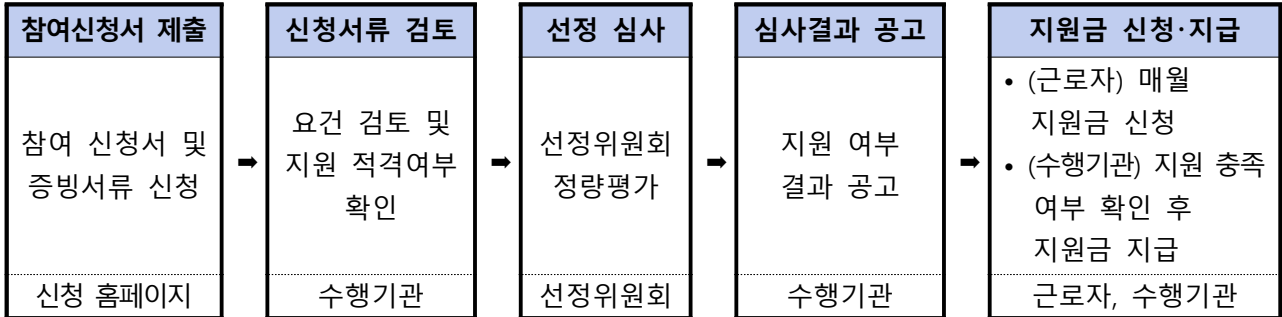 참여신청서 제출
참여 신청서 및
증빙서류 신청
신청 홈페이지
➡
신청서류 검토
요건 검토 및
지원 적격여부
확인
수행기관
➡
선정 심사
선정위원회
정량평가
선정위원회
➡
심사결과 공고
지원 여부
결과 공고
수행기관
➡
지원금 신청·지급
• (근로자) 매월
지원금 신청
• (수행기관) 지원 충족
여부 확인 후
지원금 지급
근로자, 수행기관